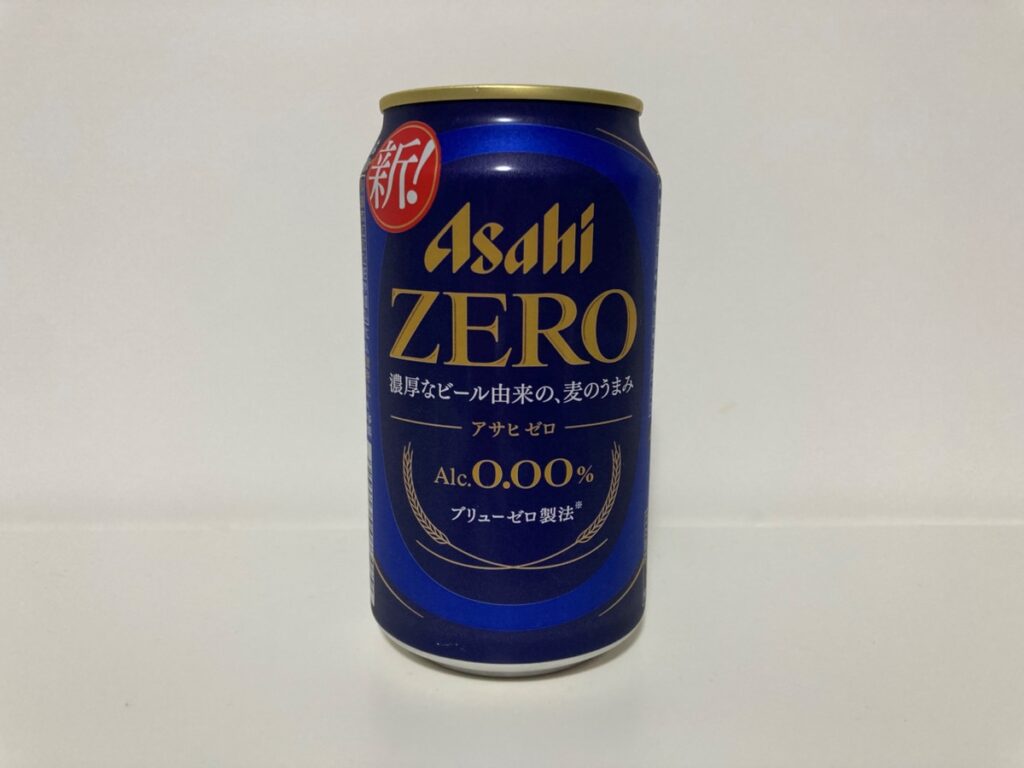 新!
Asahi
ZERO
濃厚なビール由来の、麦のうまみ
アサヒ ゼロ
Alc.0.00%
ブリューゼロ製法※